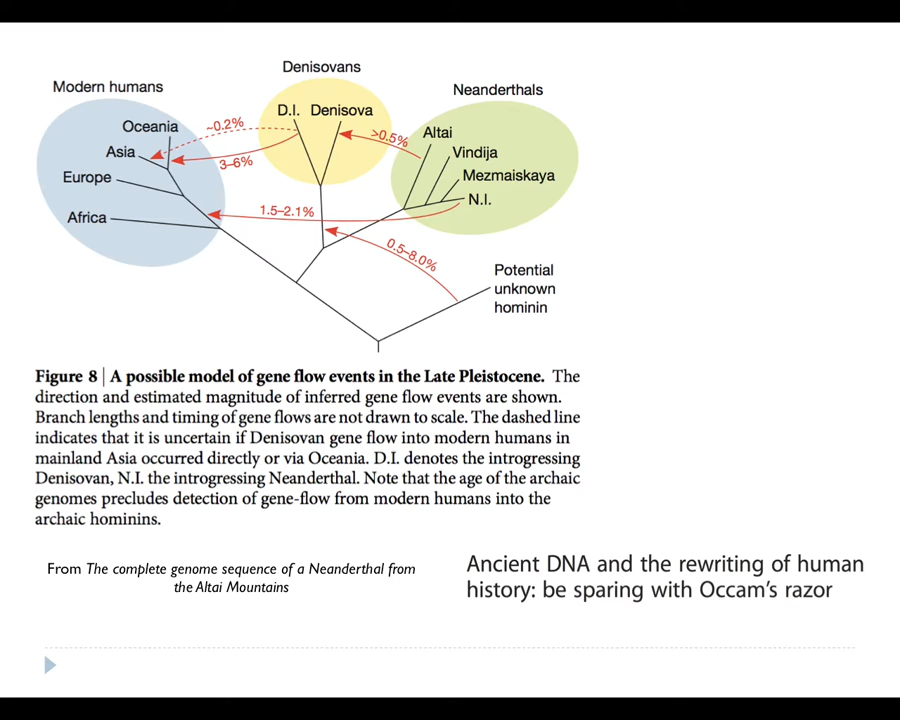 Denisovans
Modern humans
Neanderthals
D.I. Denisova
Oceania
~0.2%
>0.5%
Altai
Asia
3–6%
Vindija
Europe
Mezmaiskaya
N.I.
1.5–2.1%
Africa
0.5–8.0%
Potential
unknown
hominin
Figure 8 | A possible model of gene flow events in the Late Pleistocene. The
direction and estimated magnitude of inferred gene flow events are shown.
Branch lengths and timing of gene flows are not drawn to scale. The dashed line
indicates that it is uncertain if Denisovan gene flow into modern humans in
mainland Asia occurred directly or via Oceania. D.I. denotes the introgressing
Denisovan, N.I. the introgressing Neanderthal. Note that the age of the archaic
genomes precludes detection of gene-flow from modern humans into the
archaic hominins.
From The complete genome sequence of a Neanderthal from
the Altai Mountains
Ancient DNA and the rewriting of human
history: be sparing with Occam's razor